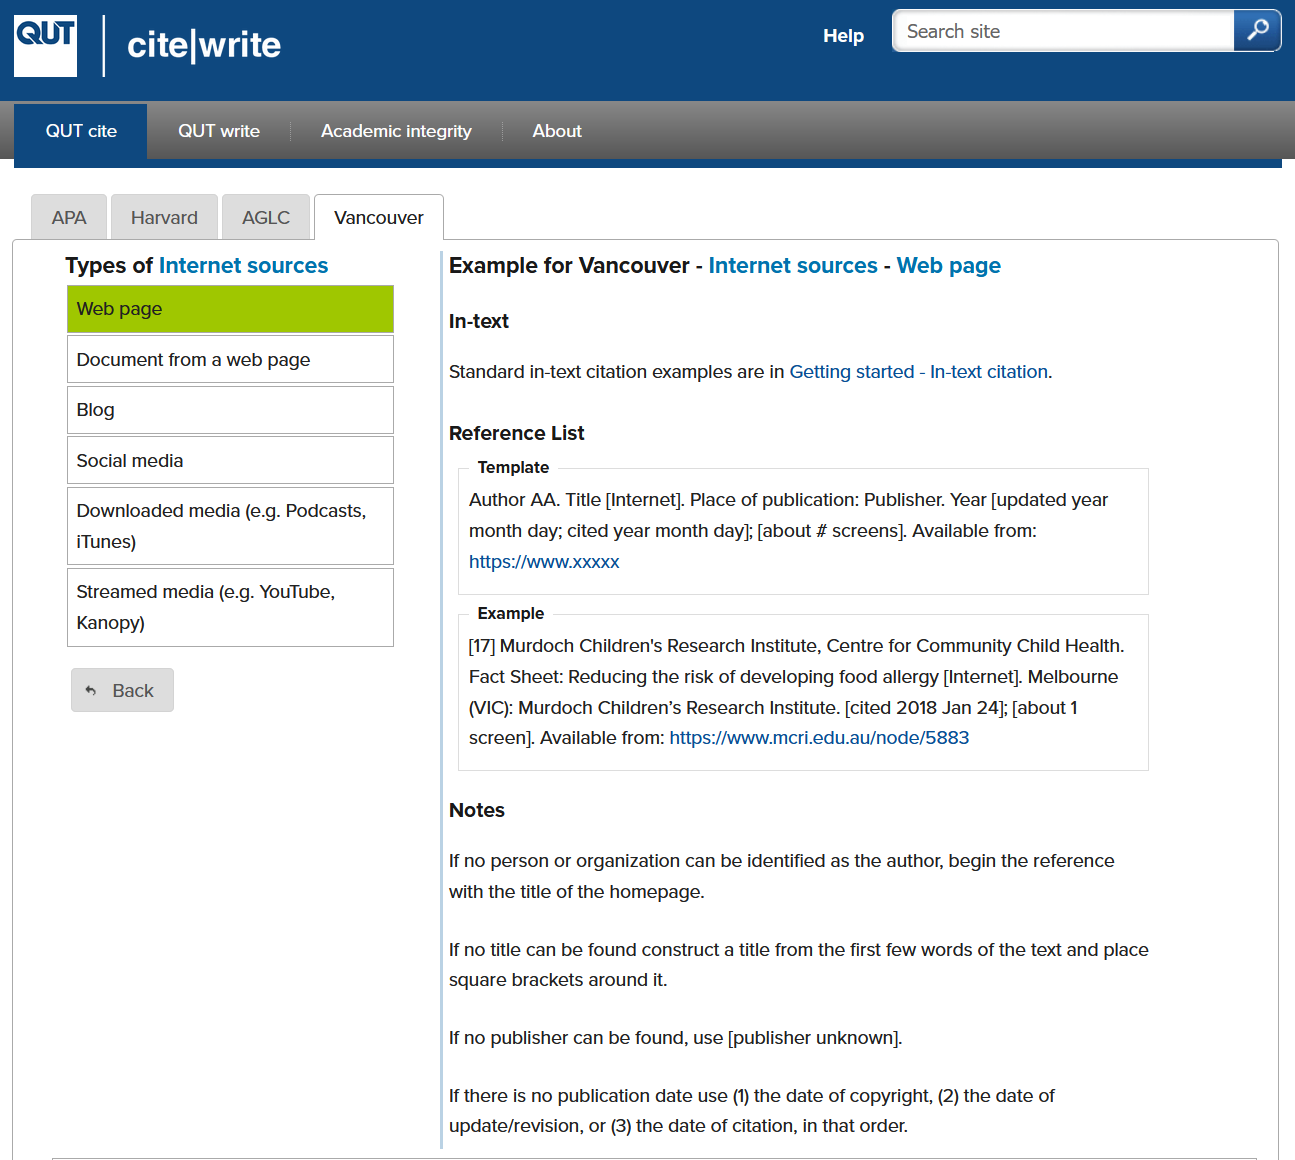 QUT
cite|write
Help
Search site
QUT cite
QUT write
Academic integrity
About
APA
Harvard
AGLC
Vancouver
Types of Internet sources
Web page
Document from a web page
Blog
Social media
Downloaded media (e.g. Podcasts,
iTunes)
Streamed media (e.g. YouTube,
Kanopy)
Back
Example for Vancouver - Internet sources - Web page
In-text
Standard in-text citation examples are in Getting started - In-text citation.
Reference List
Template
Author AA. Title [Internet]. Place of publication: Publisher. Year [updated year
month day; cited year month day]; [about # screens]. Available from:
https://www.xxxxx
Example
[17] Murdoch Children's Research Institute, Centre for Community Child Health.
Fact Sheet: Reducing the risk of developing food allergy [Internet]. Melbourne
(VIC): Murdoch Children’s Research Institute. [cited 2018 Jan 24]; [about 1
screen]. Available from: https://www.mcri.edu.au/node/5883
Notes
If no person or organization can be identified as the author, begin the reference
with the title of the homepage.
If no title can be found construct a title from the first few words of the text and place
square brackets around it.
If no publisher can be found, use [publisher unknown].
If there is no publication date use (1) the date of copyright, (2) the date of
update/revision, or (3) the date of citation, in that order.